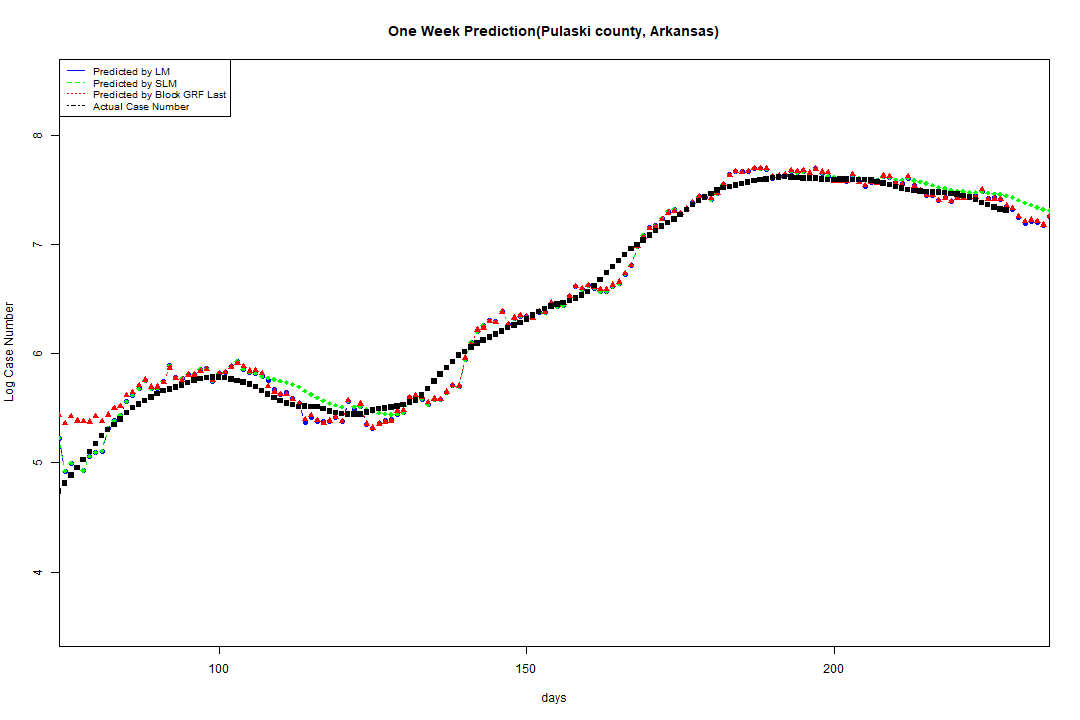 One Week Prediction(Pulaski county, Arkansas)
Predicted by LM
Predicted by SLM
Predicted by Block GRF Last
Actual Case Number
8
7
6
5
4
Log Case Number
100 150 200
days